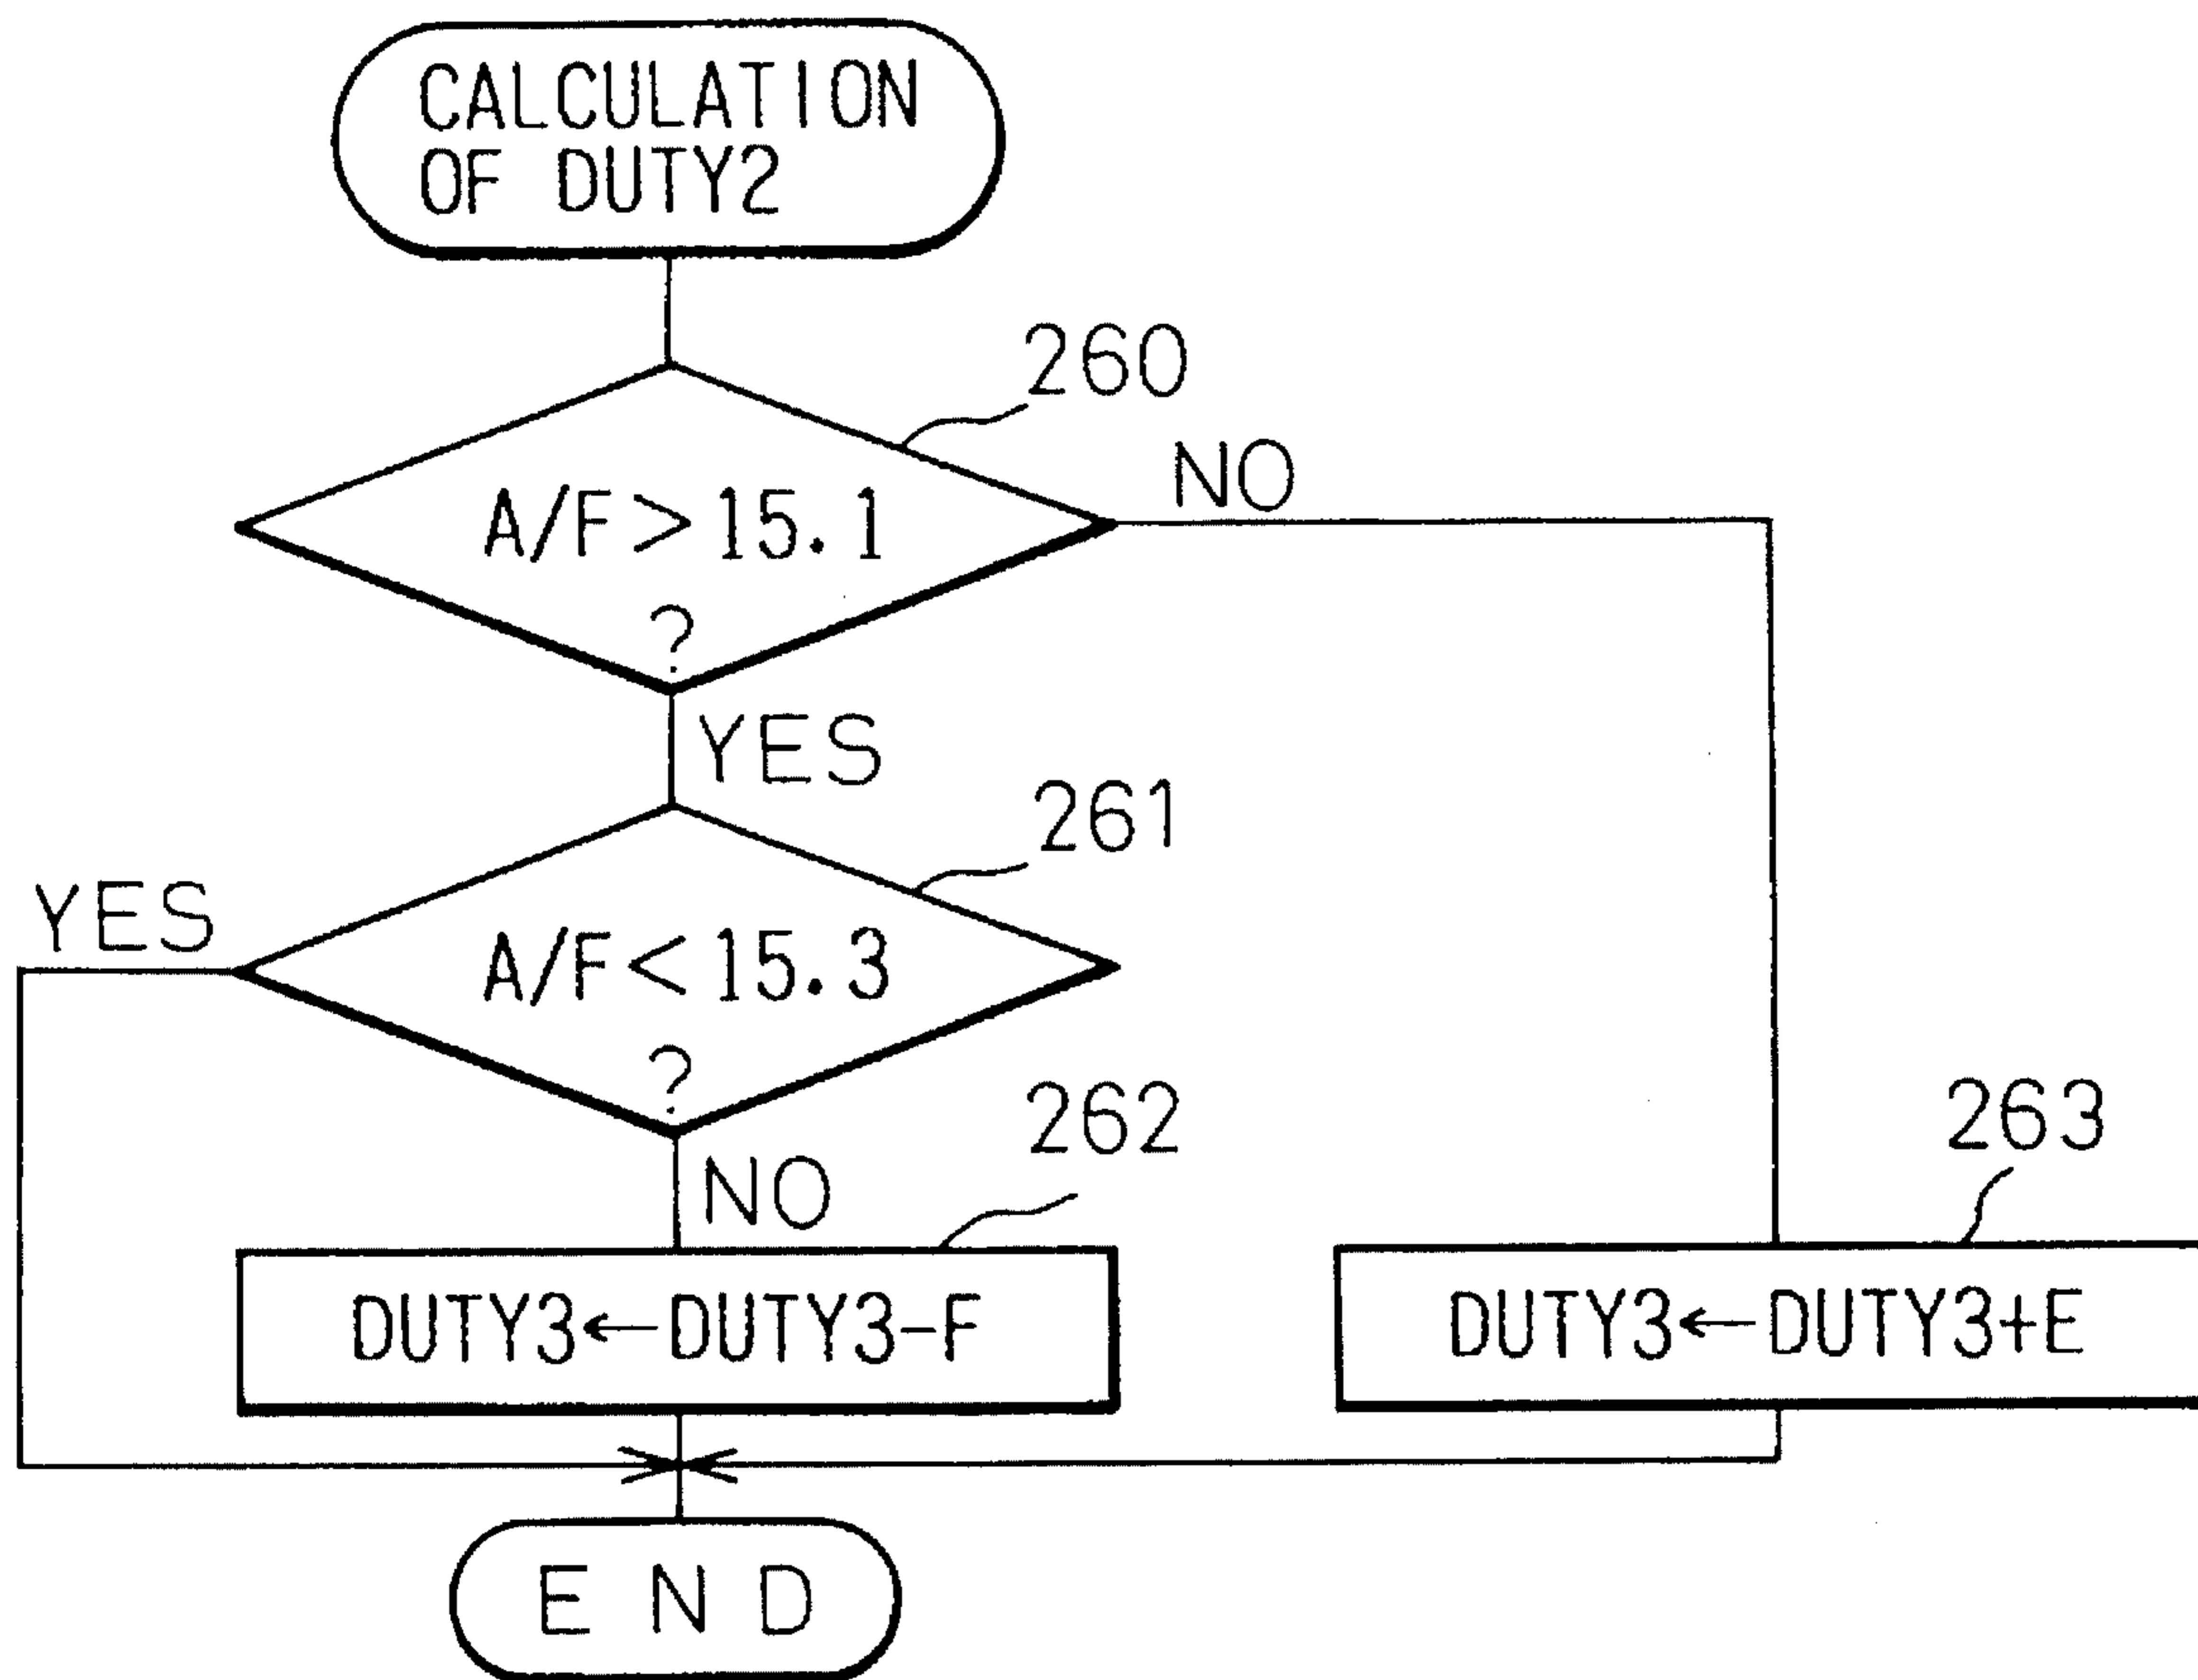 CALCULATION
OF DUTY2
260
NO
A/F>15.1
?
YES
261
YES
A/F<15.3
?
262
NO
263
DUTY3←DUTY3-F
DUTY3←DUTY3+E
END